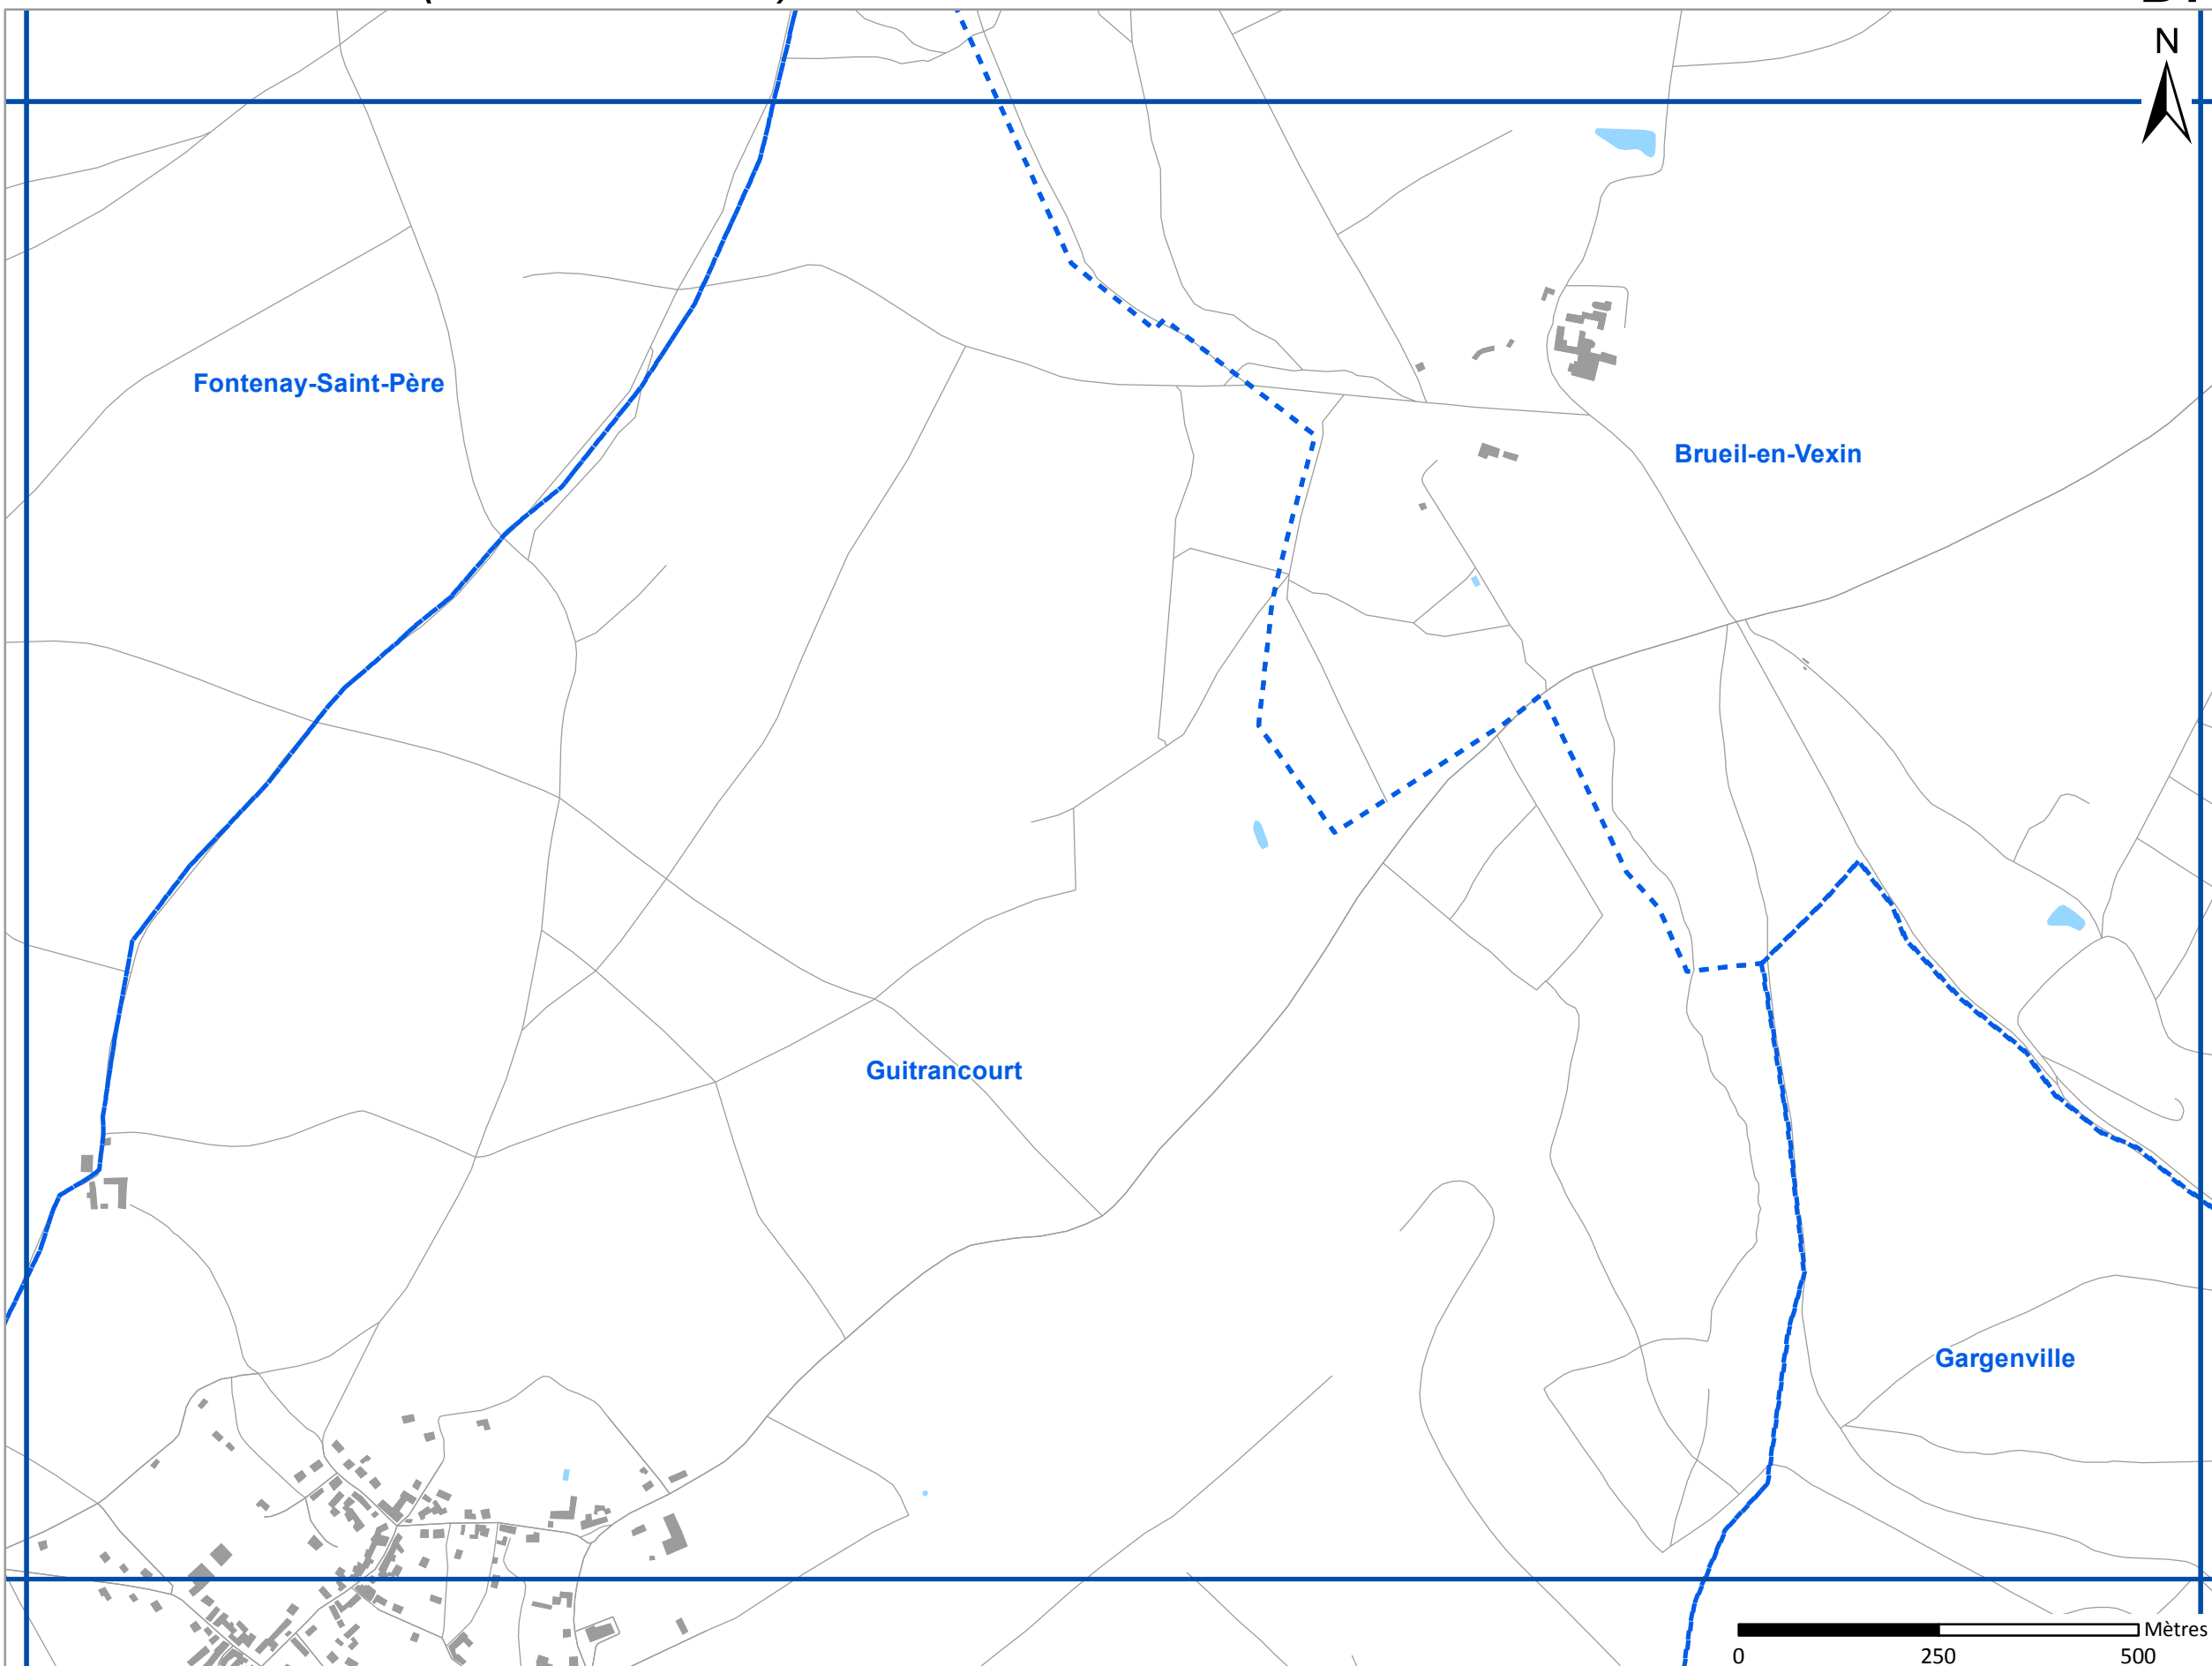 N
Fontenay-Saint-Père
Brueil-en-Vexin
Guitrancourt
Gargenville
Mètres
0 250 500